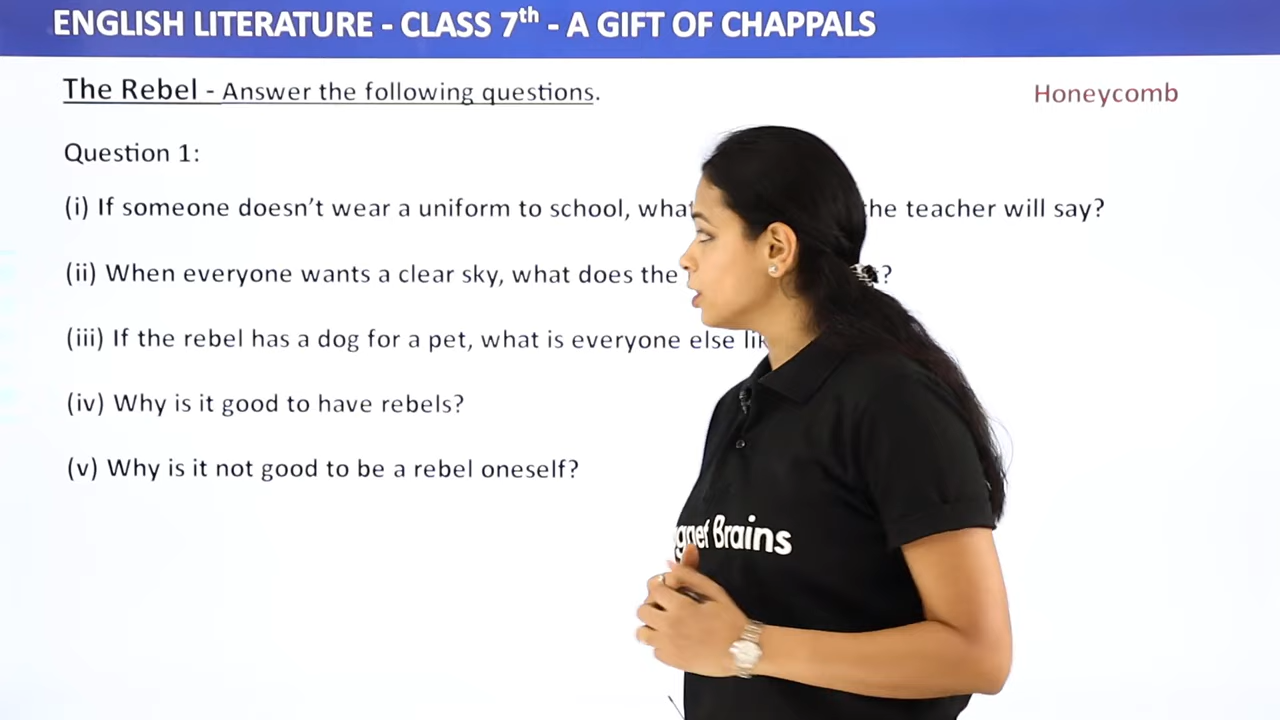 ENGLISH LITERATURE - CLASS 7th - A GIFT OF CHAPPALS
The Rebel - Answer the following questions.
Honeycomb
Question 1:
(i) If someone doesn't wear a uniform to school, what the teacher will say?
(ii) When everyone wants a clear sky, what does the ?
(iii) If the rebel has a dog for a pet, what is everyone else
(iv) Why is it good to have rebels?
(v) Why is it not good to be a rebel oneself?
Brains